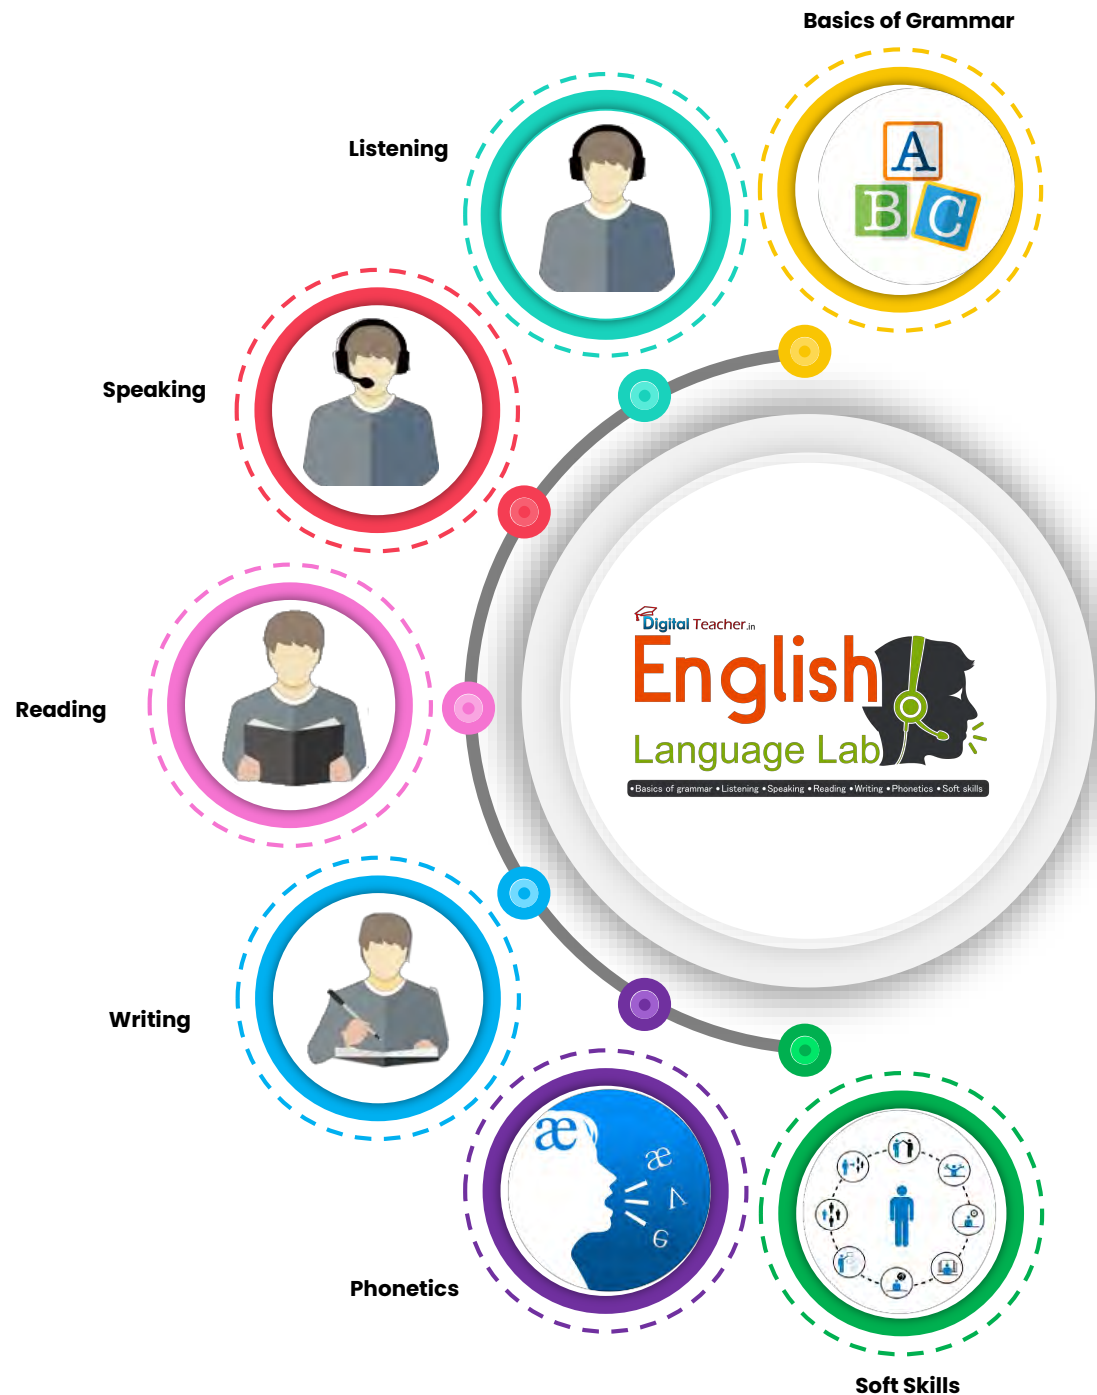 Basics of Grammar
Listening
A
B C
Speaking
Digital Teacher.in
English
Language Lab
•Basics of grammar •Listening •Speaking •Reading •Writing •Phonetics •Soft skills
Reading
Writing
æ
æ
Λ
Phonetics
Soft Skills